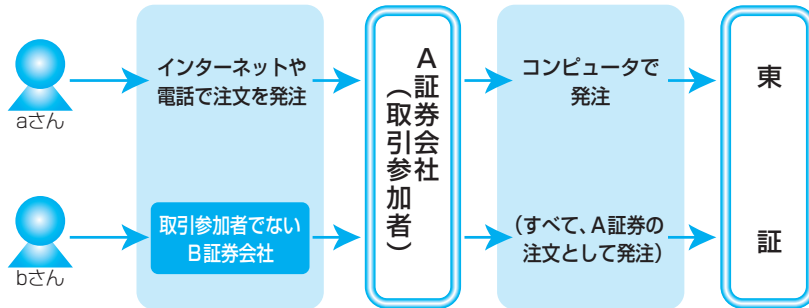 aさん
インターネットや
電話で注文を発注
A証券会社
（取引参加者）
コンピュータで
発注
東
証
bさん
取引参加者でない
B証券会社
（すべて、A証券の
注文として発注）